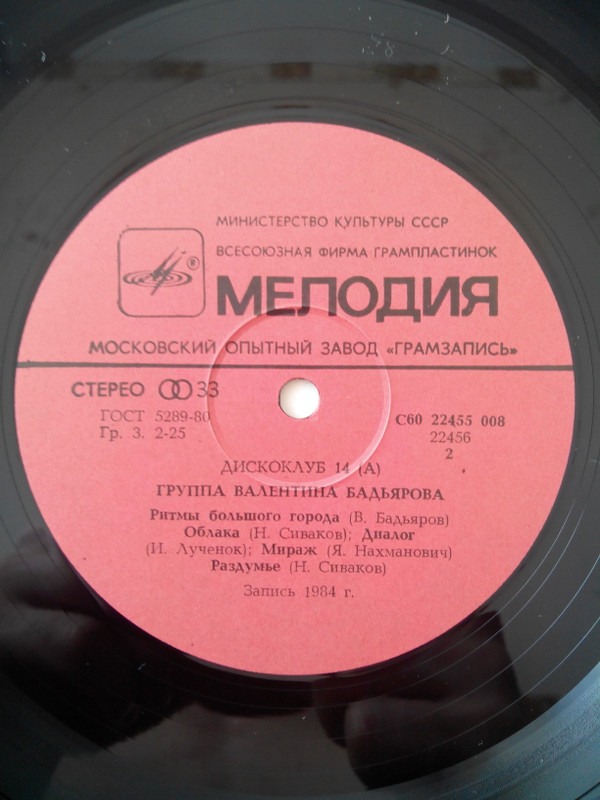 МИНИСТЕРСТВО КУЛЬТУРЫ СССР
ВСЕСОЮЗНАЯ ФИРМА ГРАМПЛАСТИНОК
®
МЕЛОДИЯ
МОСКОВСКИЙ ОПЫТНЫЙ ЗАВОД «ГРАМЗАПИСЬ»
СТЕРЕО 33
ГОСТ 5289-80
Гр. 3. 2-25
С60 22455 008
22456
2
ДИСКОКЛУБ 14 (А)
ГРУППА ВАЛЕНТИНА БАДЬЯРОВА
Ритмы большого города (В. Бадьяров)
Облака (Н. Сиваков); Диалог
(И. Лученок); Мираж (Я. Нахманович)
Раздумье (Н. Сиваков)
Запись 1984 г.